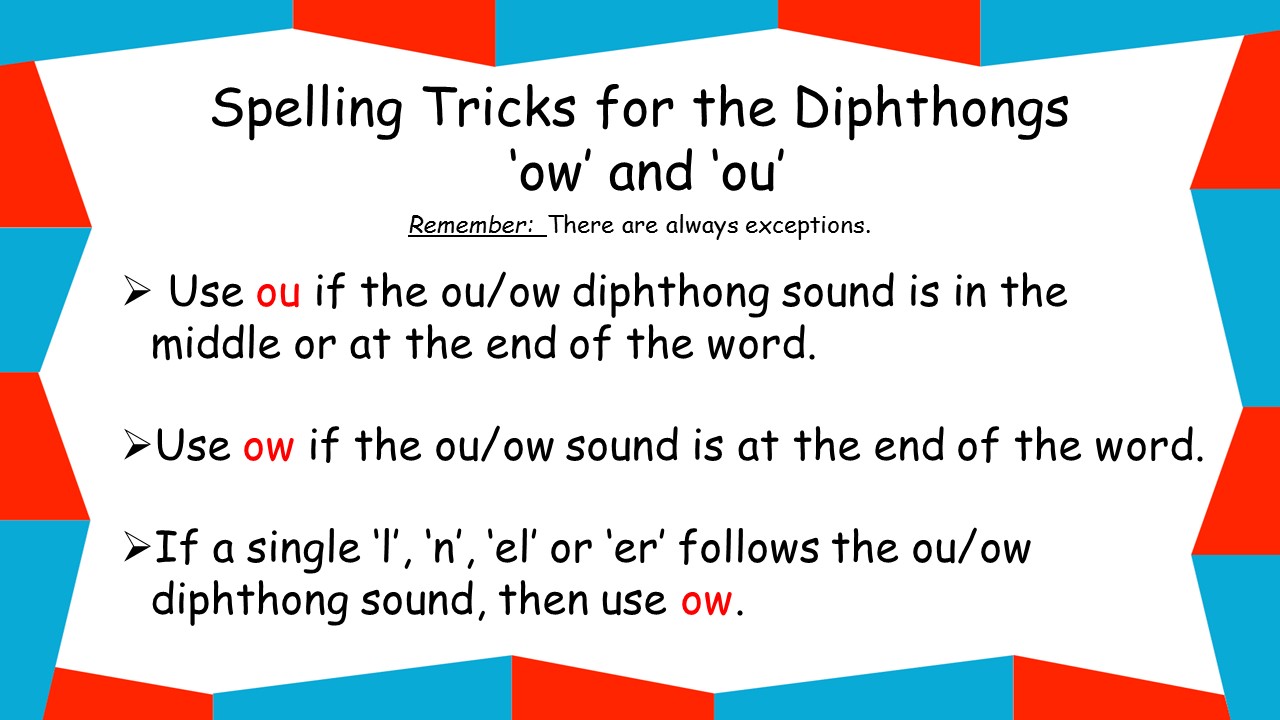 Spelling Tricks for the Diphthongs
‘ow’ and ‘ou’
Remember: There are always exceptions.
➢ Use ou if the ou/ow diphthong sound is in the
middle or at the end of the word.
➢Use ow if the ou/ow sound is at the end of the word.
➢If a single ‘l’, ‘n’, ‘el’ or ‘er’ follows the ou/ow
diphthong sound, then use ow.